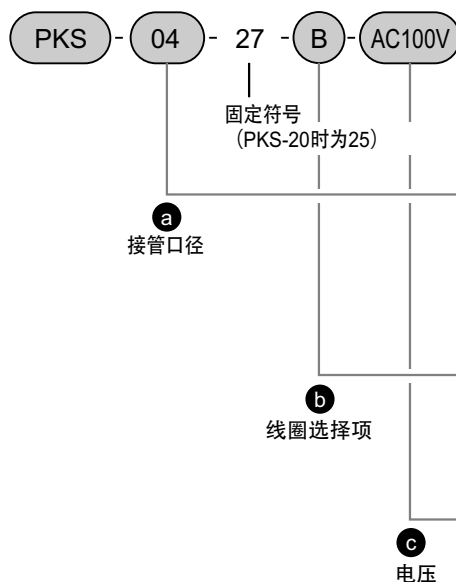 PKS - 04 - 27 - B - AC100V
固定符号
（PKS-20时为25）
a
接管口径
b
线圈选择项
c
电压